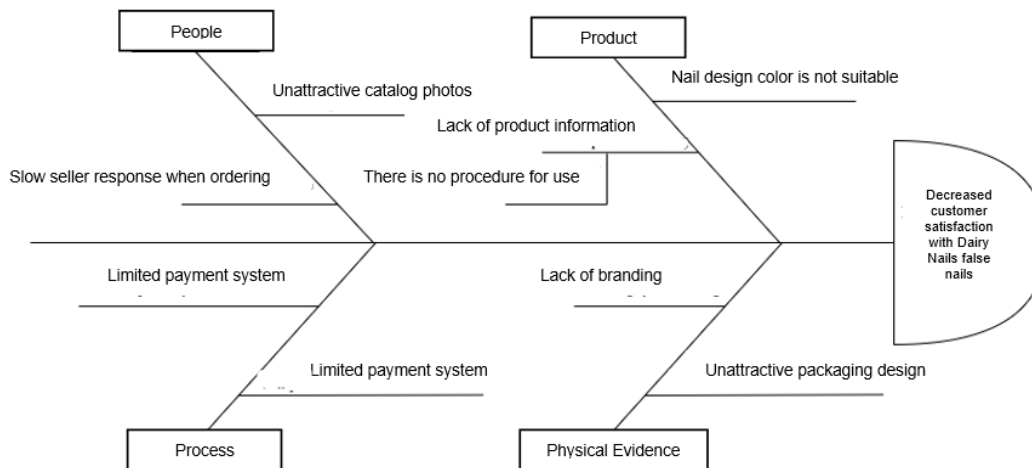 People
Product
Unattractive catalog photos
Nail design color is not suitable
Lack of product information
Slow seller response when ordering
There is no procedure for use
Decreased
customer
satisfaction
with Dairy
Nails false
nails
Limited payment system
Lack of branding
Limited payment system
Unattractive packaging design
Process
Physical Evidence